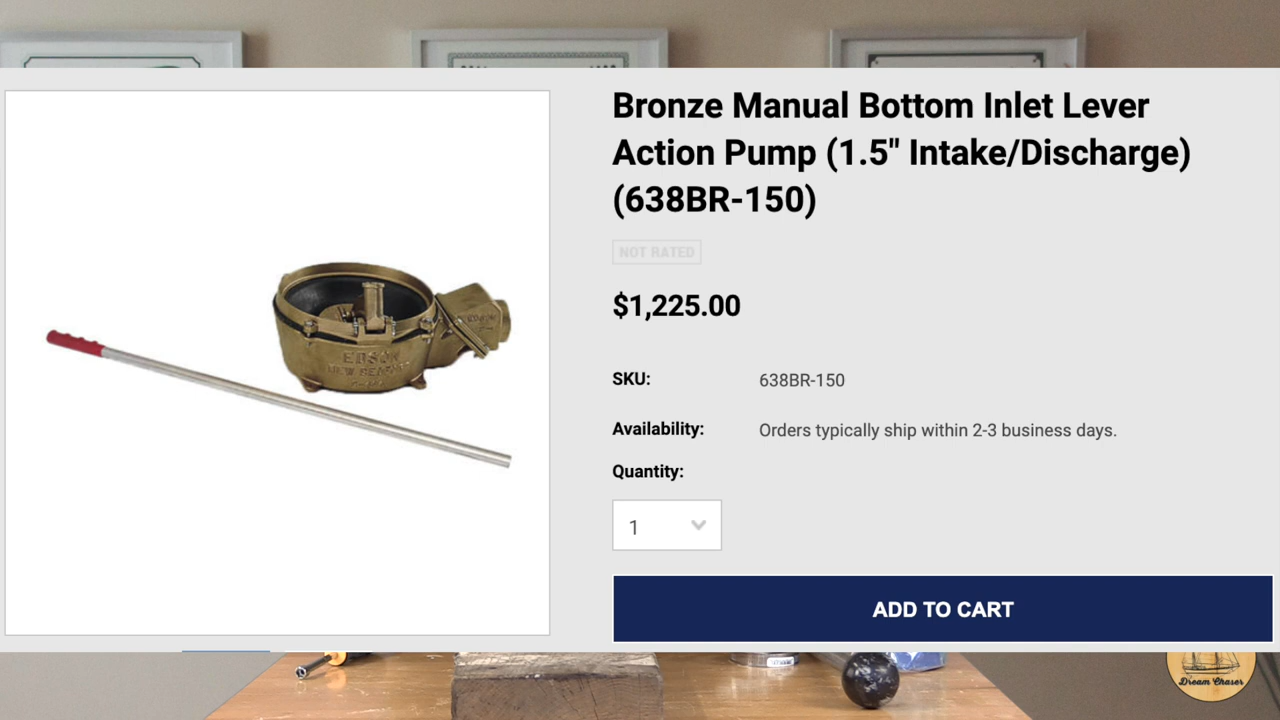 Bronze Manual Bottom Inlet Lever
Action Pump (1.5" Intake/Discharge)
(638BR-150)
NOT RATED
$1,225.00
SKU: 638BR-150
Availability: Orders typically ship within 2-3 business days.
Quantity:
1
ADD TO CART
EDSON
Dream Chaser